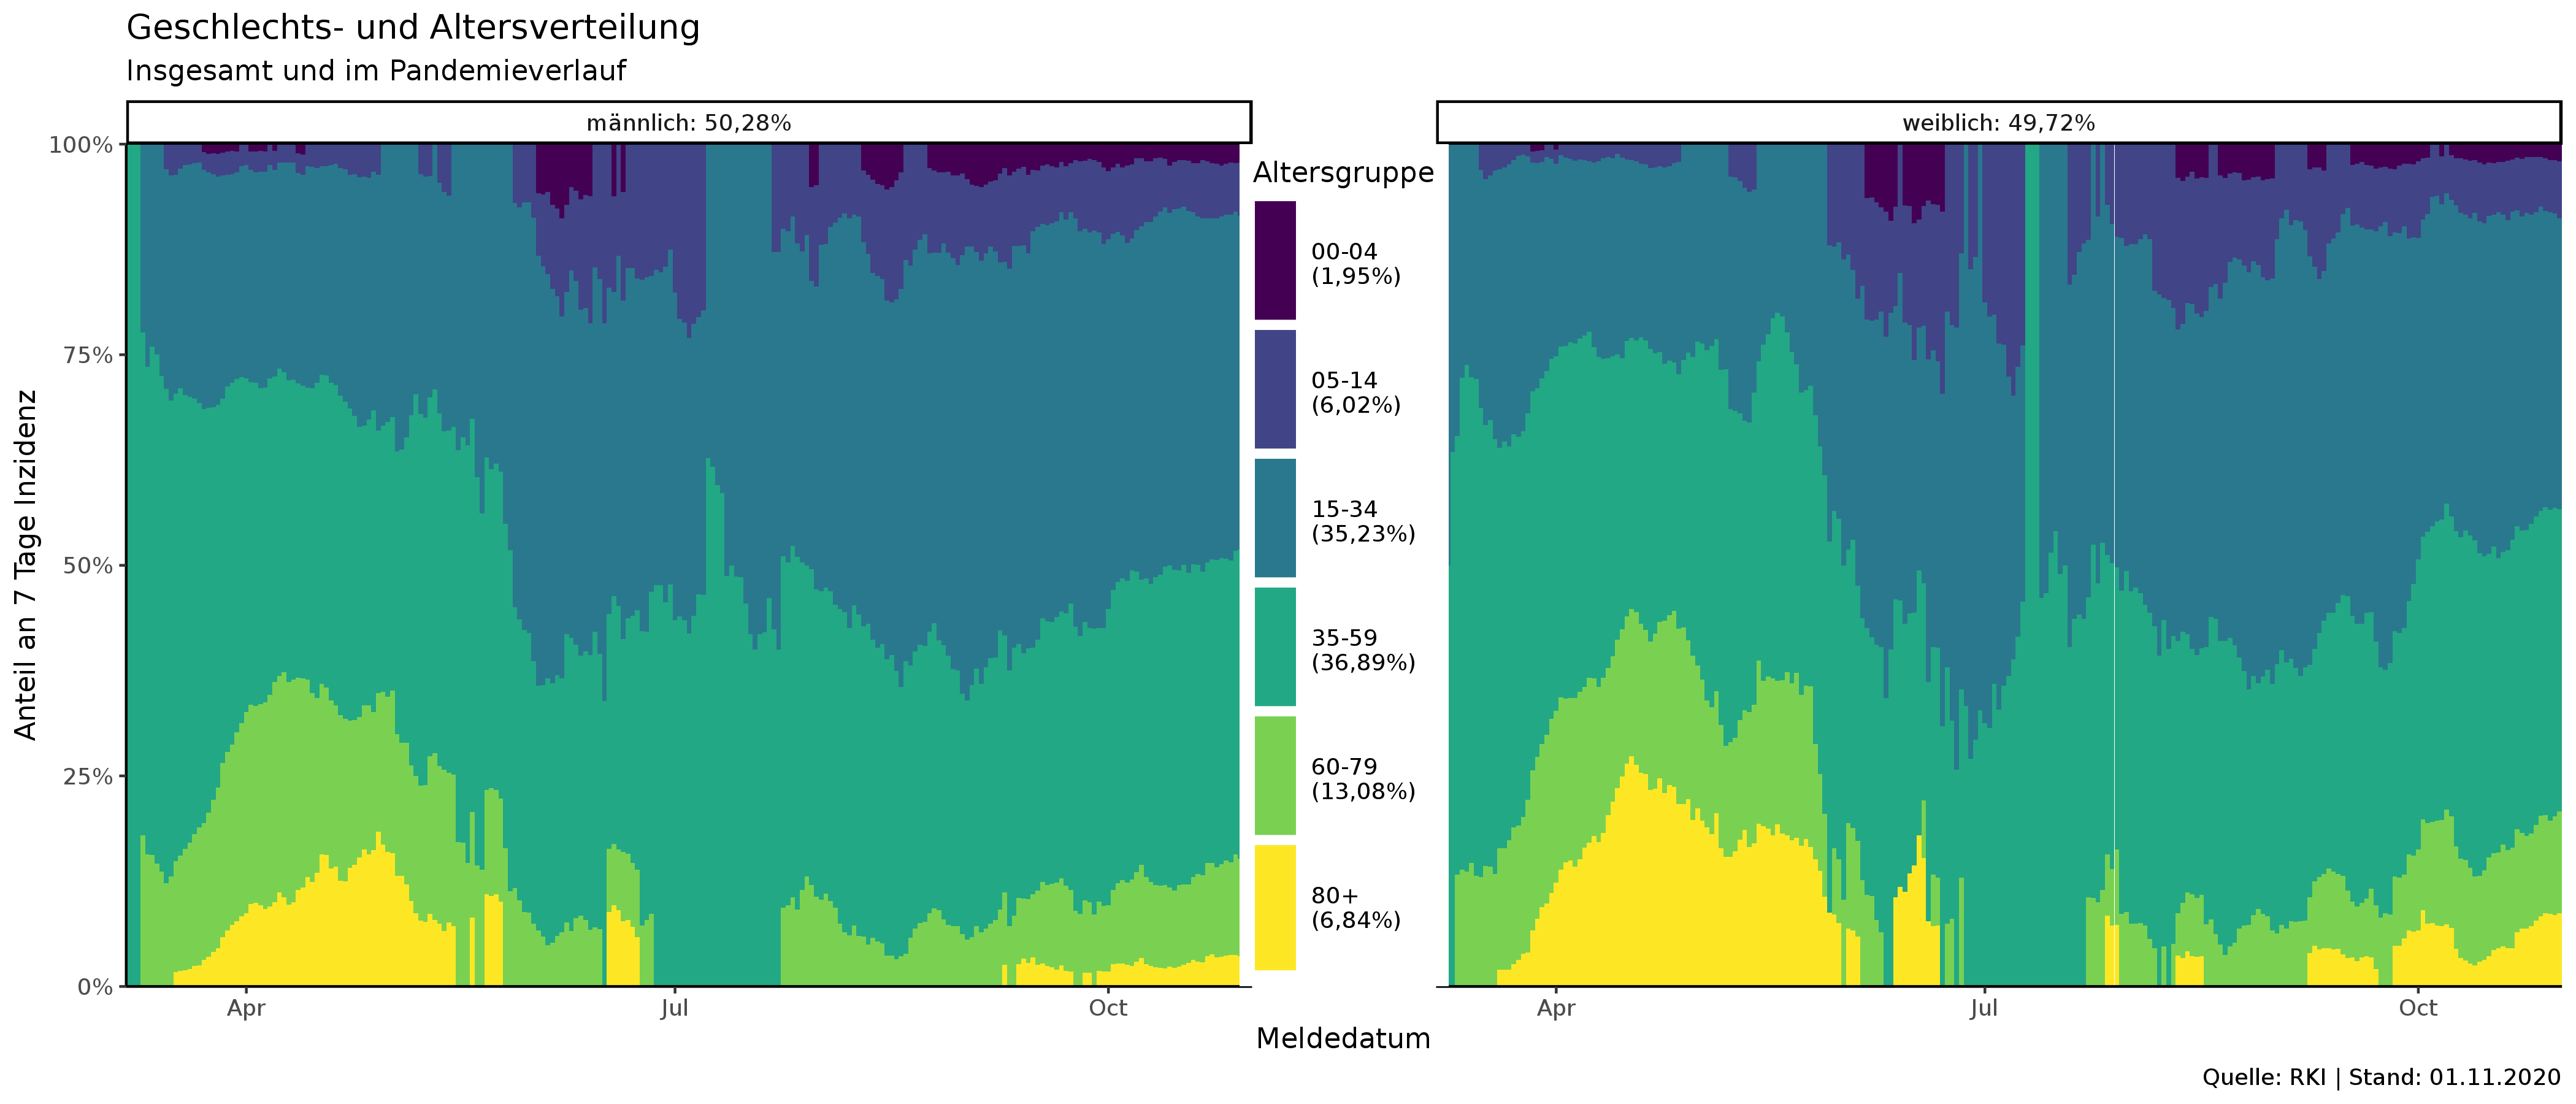 Geschlechts- und Altersverteilung
Insgesamt und im Pandemieverlauf
männlich: 50,28%
weiblich: 49,72%
Anteil an 7 Tage Inzidenz
100%
75%
50%
25%
0%
Altersgruppe
00-04
(1,95%)
05-14
(6,02%)
15-34
(35,23%)
35-59
(36,89%)
60-79
(13,08%)
80+
(6,84%)
Apr
Jul
Oct
Apr
Jul
Oct
Meldedatum
Quelle: RKI | Stand: 01.11.2020